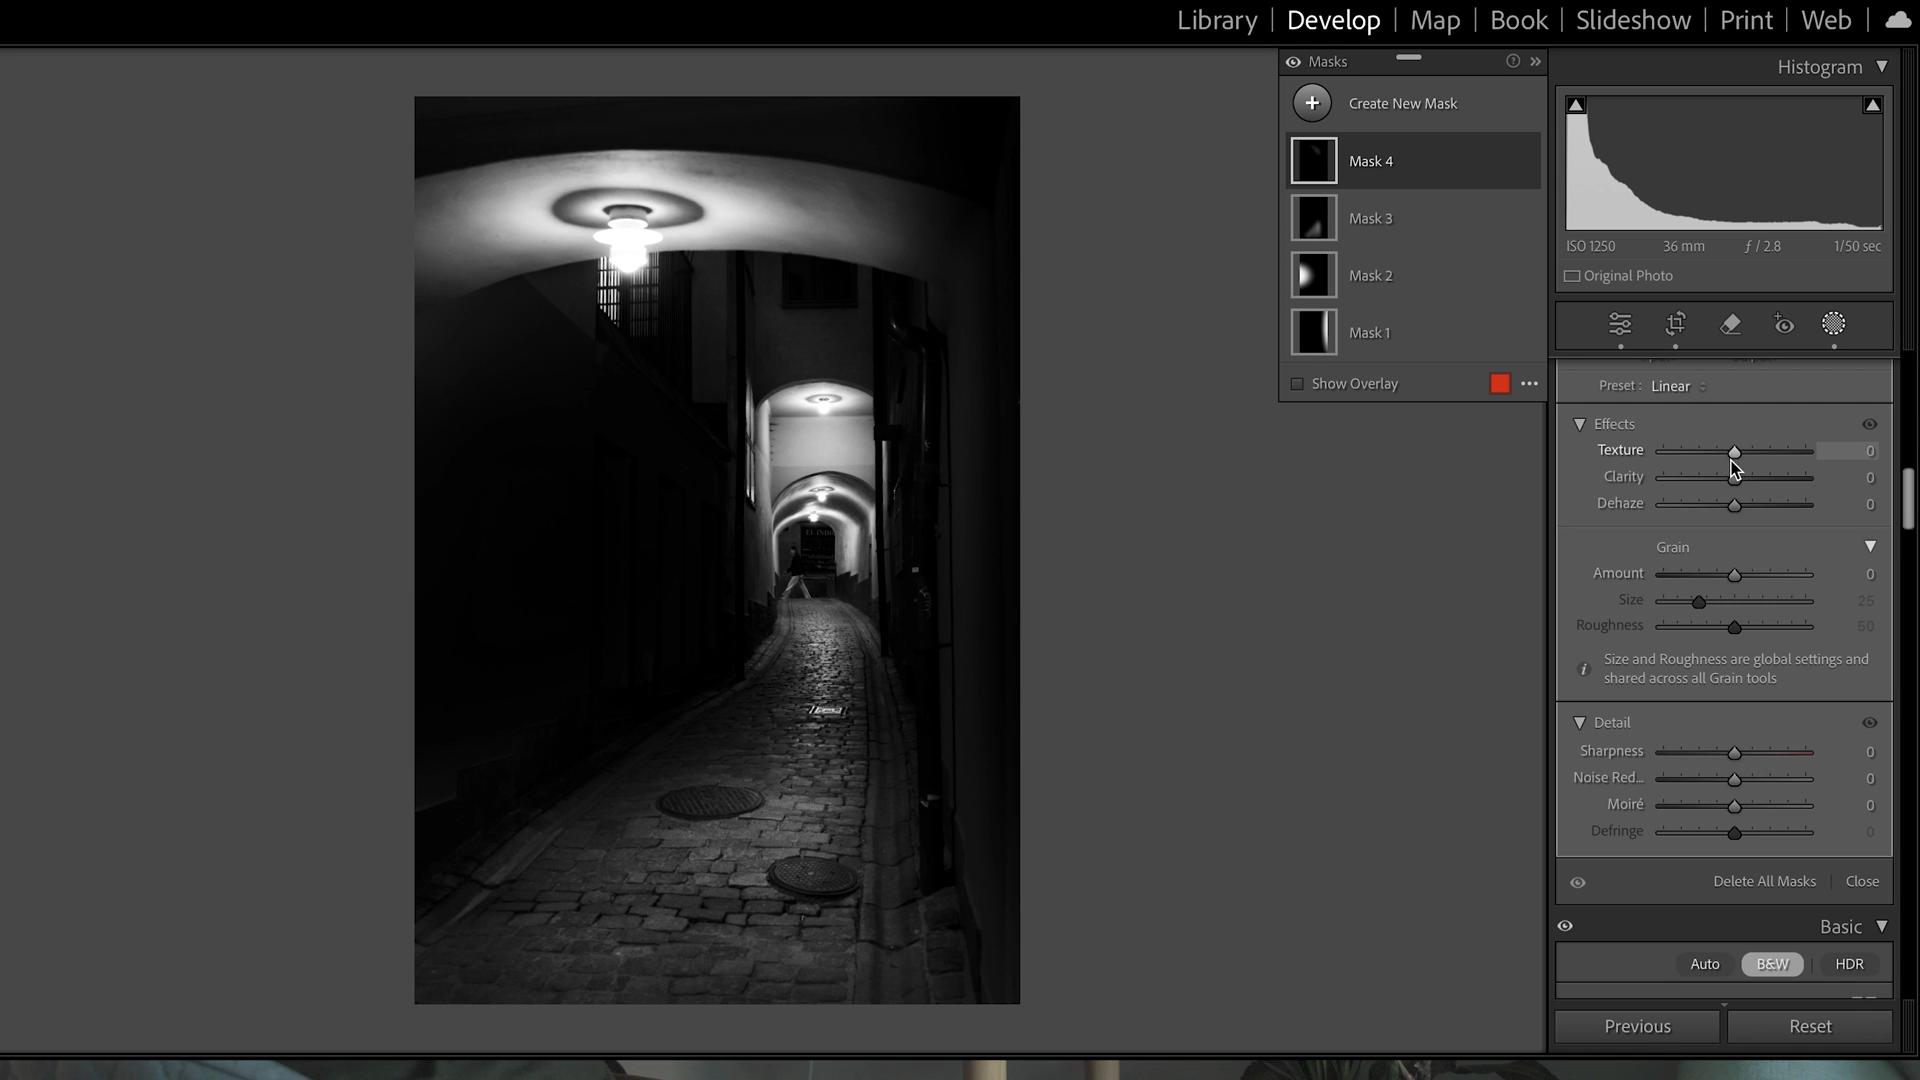 Library | Develop | Map | Book | Slideshow | Print | Web |
Masks
Create New Mask
Mask 4
Mask 3
Mask 2
Mask 1
Show Overlay
Histogram
ISO 1250 36 mm ƒ / 2.8 1/50 sec
Original Photo
Preset : Linear
Effects
Texture 0
Clarity 0
Dehaze 0
Grain
Amount 0
Size 25
Roughness 50
Size and Roughness are global settings and
shared across all Grain tools
Detail
Sharpness 0
Noise Red... 0
Moiré 0
Defringe 0
Delete All Masks | Close
Basic
Auto B&W | HDR
Previous Reset